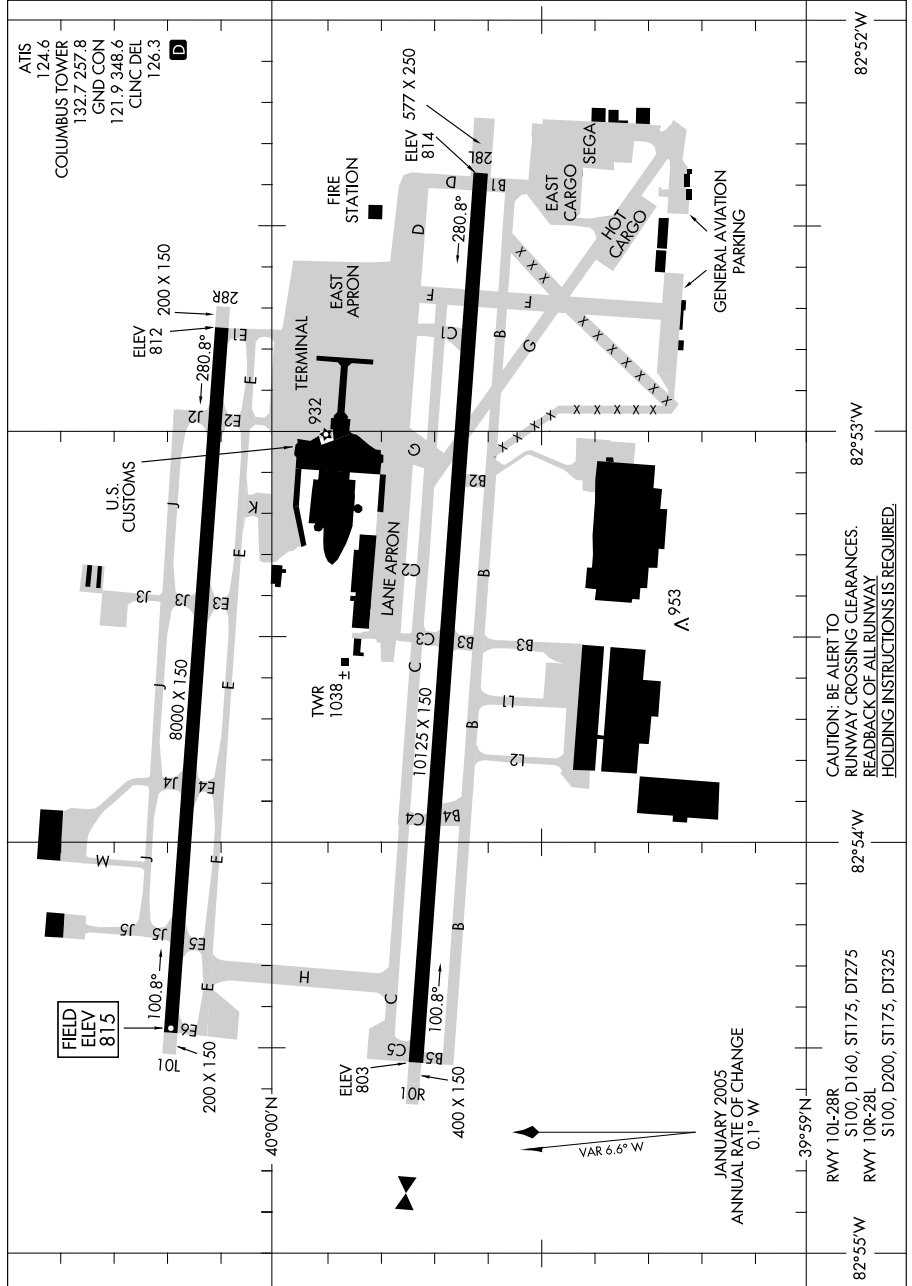 ATIS
124.6
COLUMBUS TOWER
132.7 257.8
GND CON
121.9 348.6
CLNC DEL
126.3
D
FIELD
ELEV
815
10L
200 X 150
100.8°
E6
E5
J5
J5
M
J
J4
E4
E
E
E
J
8000 X 150
J3
J3
E3
E
J
K
U.S.
CUSTOMS
J2
E2
E
E1
280.8°
ELEV
812
200 X 150
28R
40°00'N
H
TWR
1038 ±
932
TERMINAL
EAST
APRON
FIRE
STATION
LANE APRON
ELEV
803
10R
400 X 150
100.8°
C5
B5
C
C4
B4
B
10125 X 150
C
C3
B3
B3
B
B
C2
B2
G
C1
B
G
F
F
D
D
B1
280.8°
ELEV
814
28L
577 X 250
L2
L1
X X X X X X X X
X X X X X X X
X X X
EAST
CARGO
HOT
CARGO
SEGA
GENERAL AVIATION
PARKING
953
VAR 6.6° W
JANUARY 2005
ANNUAL RATE OF CHANGE
0.1° W
39°59'N
RWY 10L-28R
S100, D160, ST175, DT275
RWY 10R-28L
S100, D200, ST175, DT325
CAUTION: BE ALERT TO
RUNWAY CROSSING CLEARANCES.
READBACK OF ALL RUNWAY
HOLDING INSTRUCTIONS IS REQUIRED.
82°55'W
82°54'W
82°53'W
82°52'W